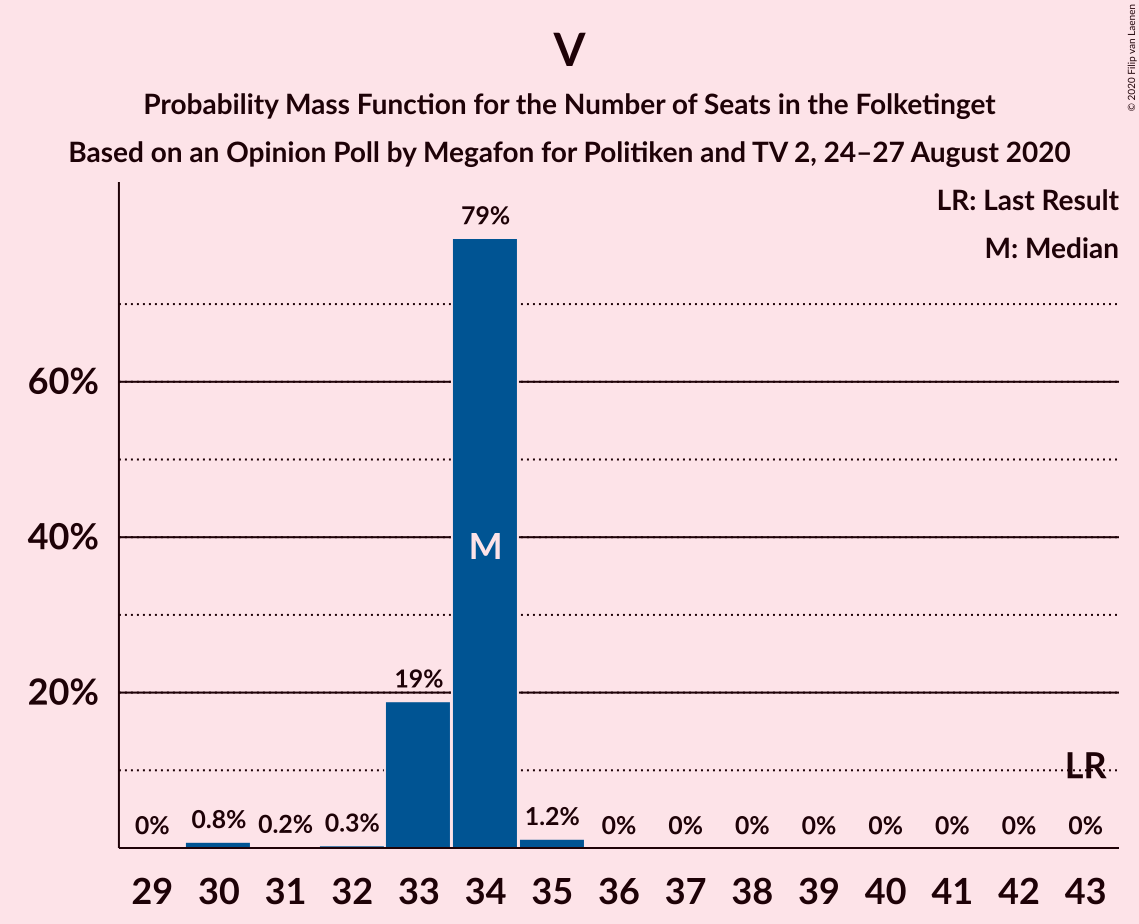 V
Probability Mass Function for the Number of Seats in the Folketinget
Based on an Opinion Poll by Megafon for Politiken and TV 2, 24–27 August 2020
© 2020 Filip van Laenen
LR: Last Result
M: Median
79%
60%
40%
M
19%
20%
LR
0%
0.8%
0.2%
0.3%
1.2%
0%
0%
0%
0%
0%
0%
0%
0%
29 30 31 32 33 34 35 36 37 38 39 40 41 42 43